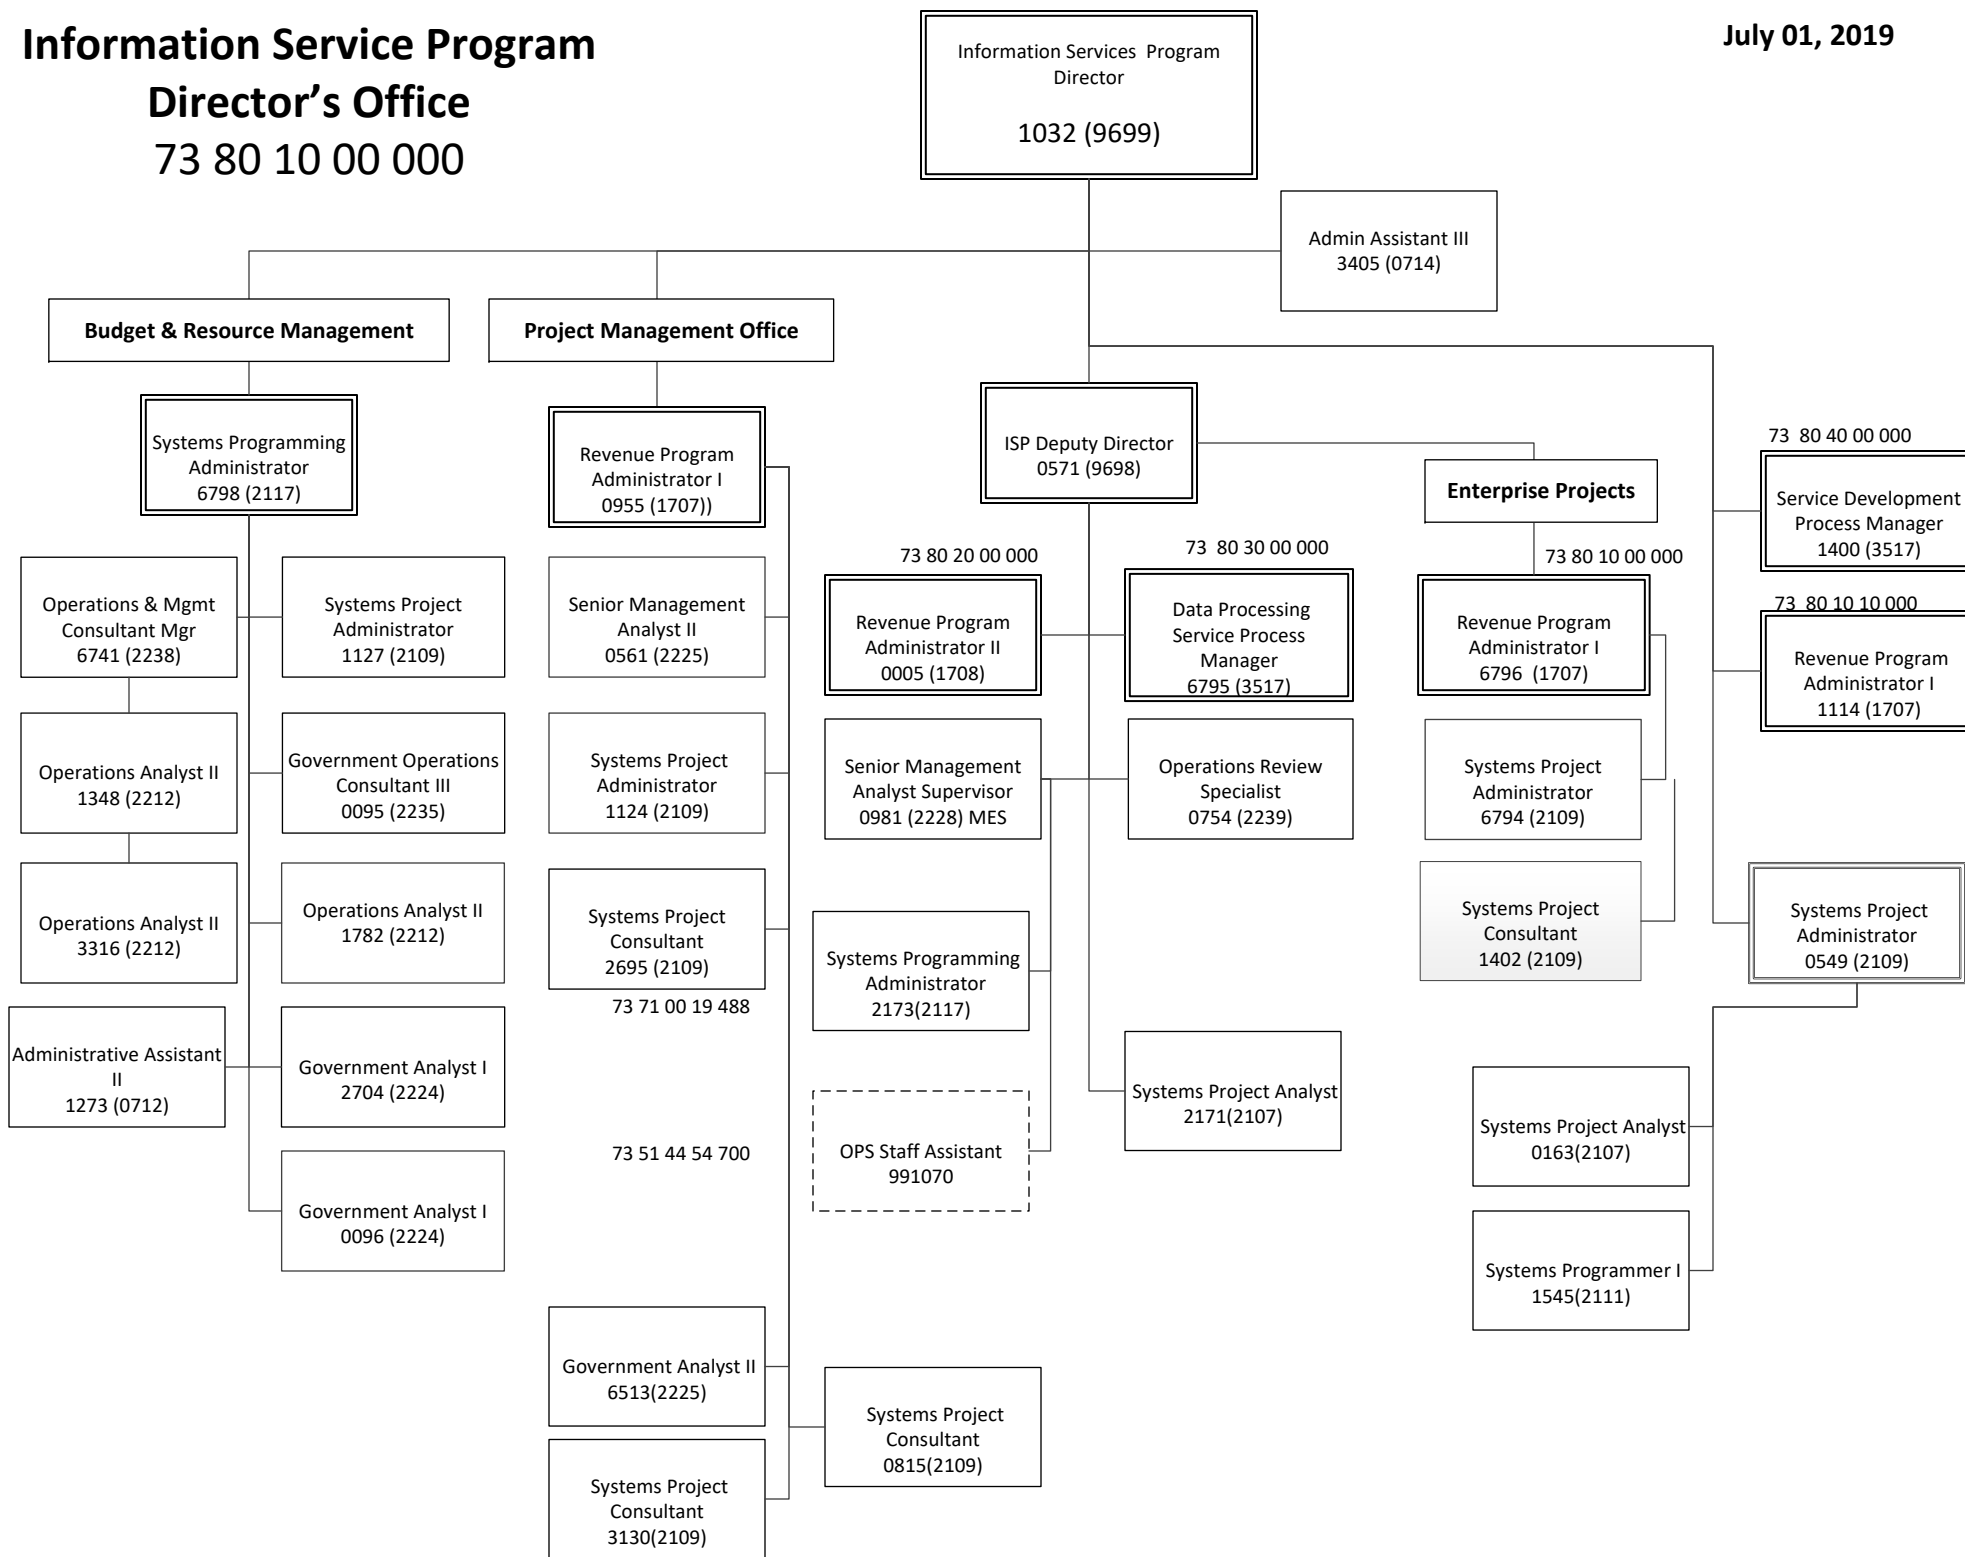 Information Service Program
Director’s Office
73 80 10 00 000
July 01, 2019
Information Services  Program
Director
1032 (9699)
Admin Assistant III
3405 (0714)
Budget & Resource Management
Project Management Office
Systems Programming
Administrator
6798 (2117)
Revenue Program
Administrator I
0955 (1707))
ISP Deputy Director
0571 (9698)
Enterprise Projects
73  80 40 00 000
Service Development
Process Manager
1400 (3517)
73  80 10 10 000
Revenue Program
Administrator I
1114 (1707)
Operations & Mgmt
Consultant Mgr
6741 (2238)
Systems Project
Administrator
1127 (2109)
Senior Management
Analyst II
0561 (2225)
73 80 20 00 000
Revenue Program
Administrator II
0005 (1708)
73  80 30 00 000
Data Processing
Service Process
Manager
6795 (3517)
73 80 10 00 000
Revenue Program
Administrator I
6796  (1707)
Operations Analyst II
1348 (2212)
Government Operations
Consultant III
0095 (2235)
Systems Project
Administrator
1124 (2109)
Senior Management
Analyst Supervisor
0981 (2228) MES
Operations Review
Specialist
0754 (2239)
Systems Project
Administrator
6794 (2109)
Operations Analyst II
3316 (2212)
Operations Analyst II
1782 (2212)
Systems Project
Consultant
2695 (2109)
73 71 00 19 488
Systems Programming
Administrator
2173(2117)
Systems Project
Consultant
1402 (2109)
Systems Project
Administrator
0549 (2109)
Administrative Assistant
II
1273 (0712)
Government Analyst I
2704 (2224)
73 51 44 54 700
OPS Staff Assistant
991070
Systems Project Analyst
2171(2107)
Systems Project Analyst
0163(2107)
Government Analyst I
0096 (2224)
Systems Programmer I
1545(2111)
Government Analyst II
6513(2225)
Systems Project
Consultant
0815(2109)
Systems Project
Consultant
3130(2109)